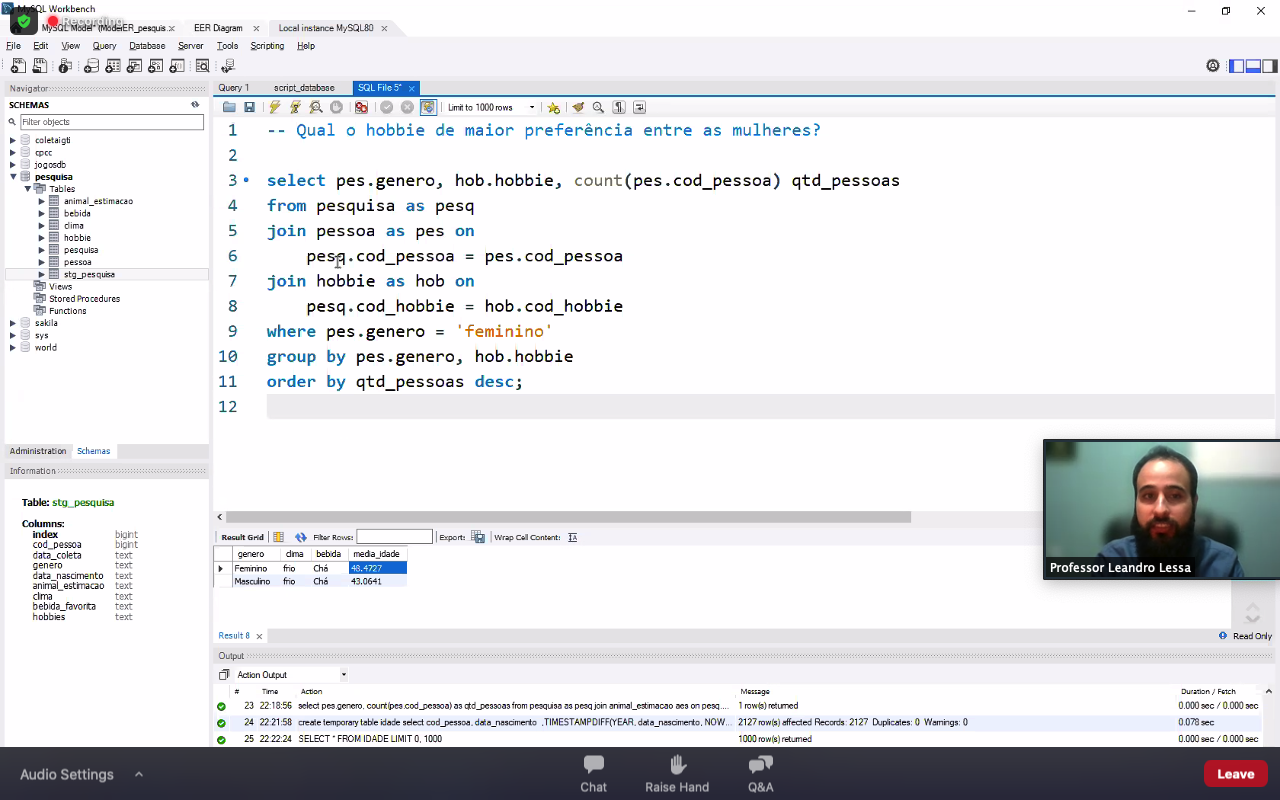 MySQL Workbench
Recording
MySQL Model* (ModelER_pesquis... × EER Diagram × Local instance MySQL80 ×
File Edit View Query Database Server Tools Scripting Help
Navigator
SCHEMAS
Filter objects
coletaigti
cpcc
jogosdb
pesquisa
Tables
animal_estimacao
bebida
clima
hobbie
pesquisa
pessoa
stg_pesquisa
Views
Stored Procedures
Functions
sakila
sys
world
Administration Schemas
Information
Table: stg_pesquisa
Columns:
index bigint
cod_pessoa bigint
data_coleta text
genero text
data_nascimento text
animal_estimacao text
clima text
bebida_favorita text
hobbies text
Query 1 script_database SQL File 5* ×
Limit to 1000 rows
1 -- Qual o hobbie de maior preferência entre as mulheres?
2
3 select pes.genero, hob.hobbie, count(pes.cod_pessoa) qtd_pessoas
4 from pesquisa as pesq
5 join pessoa as pes on
6 pesq.cod_pessoa = pes.cod_pessoa
7 join hobbie as hob on
8 pesq.cod_hobbie = hob.cod_hobbie
9 where pes.genero = 'feminino'
10 group by pes.genero, hob.hobbie
11 order by qtd_pessoas desc;
12
Result Grid Filter Rows: Export: Wrap Cell Content:
genero clima bebida media_idade
Feminino frio Chá 48.4727
Masculino frio Chá 43.0641
Professor Leandro Lessa
Result 8 × Read Only
Output
Action Output
# Time Action Message Duration / Fetch
23 22:18:56 select pes.genero, count(pes.cod_pessoa) as qtd_pessoas from pesquisa as pesq join animal_estimacao aes on pesq.... 1 row(s) returned 0.000 sec / 0.000 sec
24 22:21:58 create temporary table idade select cod_pessoa, data_nascimento ,TIMESTAMPDIFF(YEAR, data_nascimento, NOW... 2127 row(s) affected Records: 2127 Duplicates: 0 Warnings: 0 0.078 sec
25 22:22:24 SELECT * FROM IDADE LIMIT 0, 1000 1000 row(s) returned 0.000 sec / 0.000 sec
Audio Settings Chat Raise Hand Q&A Leave